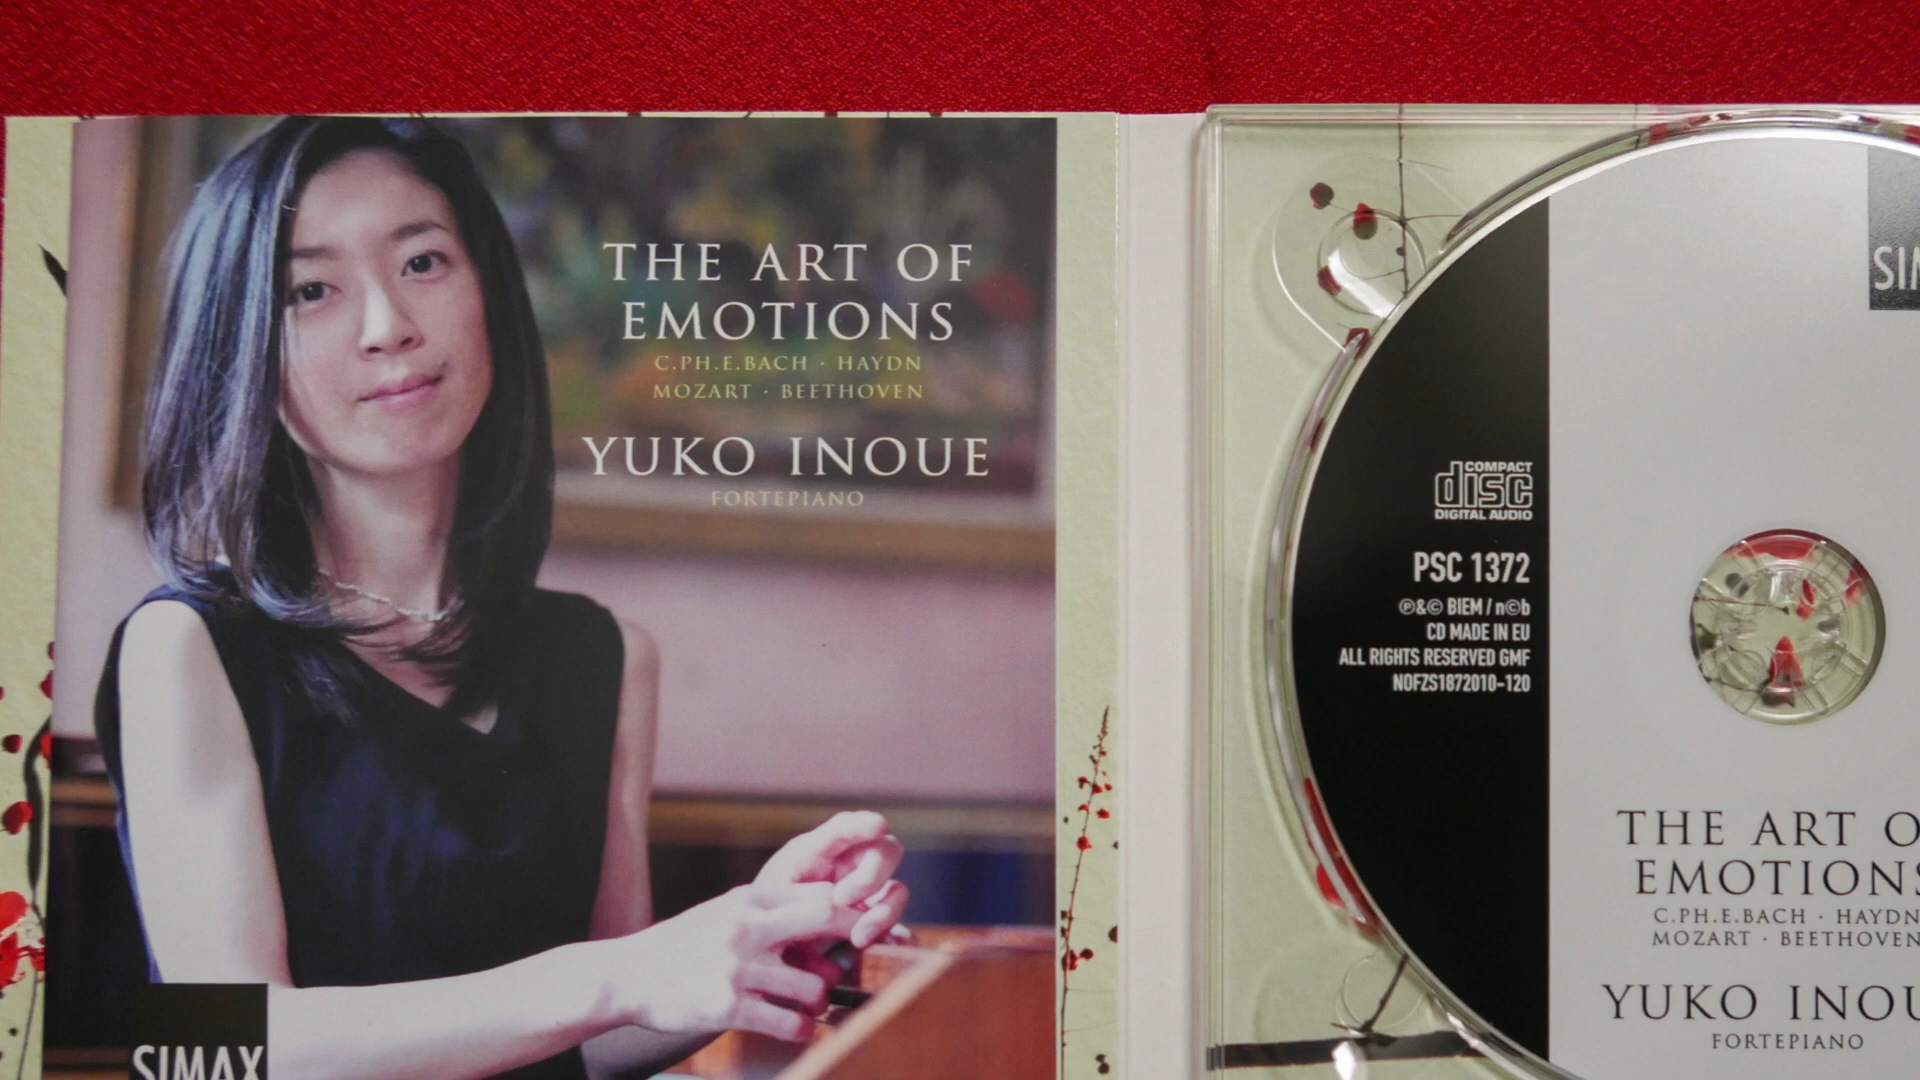 THE ART OF
EMOTIONS
C.PH.E.BACH · HAYDN
MOZART · BEETHOVEN
YUKO INOUE
FORTEPIANO
SIMAX
SIM
COMPACT
disc
DIGITAL AUDIO
PSC 1372
℗&© BIEM / n©b
CD MADE IN EU
ALL RIGHTS RESERVED GMF
NOFZS1872010-120
THE ART O
EMOTIONS
C.PH.E.BACH · HAYDN
MOZART · BEETHOVEN
YUKO INOU
FORTEPIANO